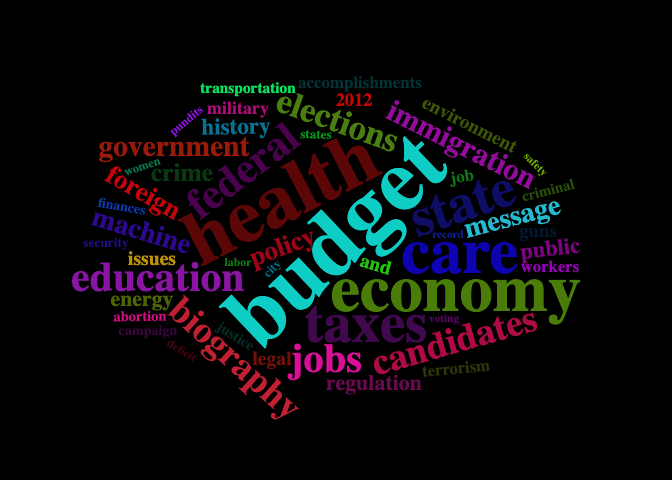 transportation
accomplishments
2012
military
pundits
history
elections
environment
immigration
states
government
federal
health
safety
women
crime
job
criminal
foreign
budget
state
finances
message
machine
record
guns
security
policy
care
public
issues
labor
city
and
workers
education
economy
energy
abortion
biography
taxes
voting
campaign
justice
candidates
deficit
legal
jobs
terrorism
regulation